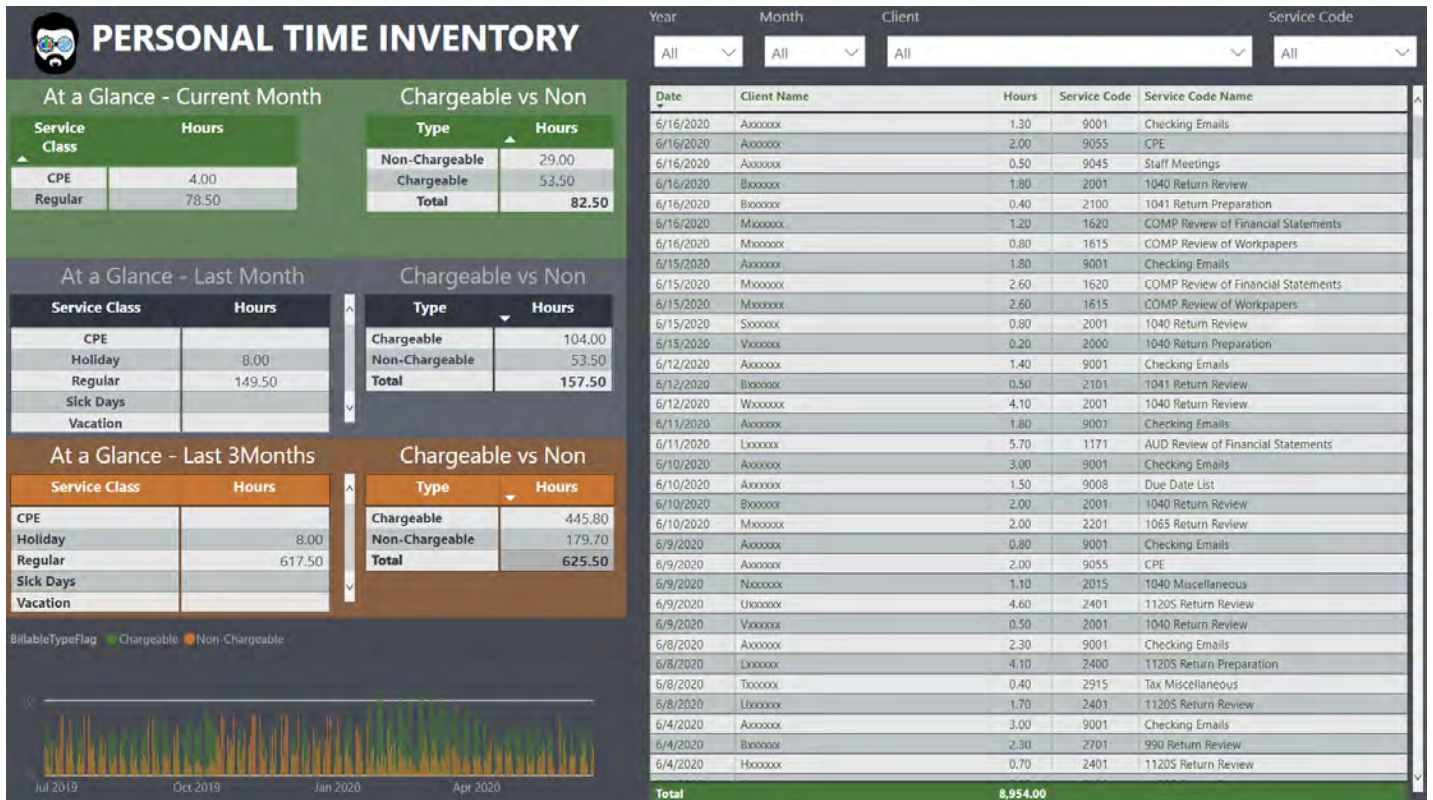 PERSONAL TIME INVENTORY
Year Month Client Service Code
All All All All
At a Glance - Current Month
Service Class Hours
CPE 4.00
Regular 78.50
Chargeable vs Non
Type Hours
Non-Chargeable 29.00
Chargeable 53.50
Total 82.50
At a Glance - Last Month
Service Class Hours
CPE
Holiday 8.00
Regular 149.50
Sick Days
Vacation
Chargeable vs Non
Type Hours
Chargeable 104.00
Non-Chargeable 53.50
Total 157.50
At a Glance - Last 3Months
Service Class Hours
CPE
Holiday 8.00
Regular 617.50
Sick Days
Vacation
Chargeable vs Non
Type Hours
Chargeable 445.80
Non-Chargeable 179.70
Total 625.50
BillableTypeFlag Chargeable Non-Chargeable
10
0
Jul 2019 Oct 2019 Jan 2020 Apr 2020
Date Client Name Hours Service Code Service Code Name
6/16/2020 Axxxxxx 1.30 9001 Checking Emails
6/16/2020 Axxxxxx 2.00 9055 CPE
6/16/2020 Axxxxxx 0.50 9045 Staff Meetings
6/16/2020 Bxxxxxx 1.80 2001 1040 Return Review
6/16/2020 Bxxxxxx 0.40 2100 1041 Return Preparation
6/16/2020 Mxxxxxx 1.20 1620 COMP Review of Financial Statements
6/16/2020 Mxxxxxx 0.80 1615 COMP Review of Workpapers
6/15/2020 Axxxxxx 1.80 9001 Checking Emails
6/15/2020 Mxxxxxx 2.60 1620 COMP Review of Financial Statements
6/15/2020 Mxxxxxx 2.60 1615 COMP Review of Workpapers
6/15/2020 Sxxxxxx 0.80 2001 1040 Return Review
6/15/2020 Vxxxxxx 0.20 2000 1040 Return Preparation
6/12/2020 Axxxxxx 1.40 9001 Checking Emails
6/12/2020 Bxxxxxx 0.50 2101 1041 Return Review
6/12/2020 Wxxxxxx 4.10 2001 1040 Return Review
6/11/2020 Axxxxxx 1.80 9001 Checking Emails
6/11/2020 Lxxxxxx 5.70 1171 AUD Review of Financial Statements
6/10/2020 Axxxxxx 3.00 9001 Checking Emails
6/10/2020 Axxxxxx 1.50 9008 Due Date List
6/10/2020 Bxxxxxx 2.00 2001 1040 Return Review
6/10/2020 Mxxxxxx 2.00 2201 1065 Return Review
6/9/2020 Axxxxxx 0.80 9001 Checking Emails
6/9/2020 Axxxxxx 2.00 9055 CPE
6/9/2020 Nxxxxxx 1.10 2015 1040 Miscellaneous
6/9/2020 Uxxxxxx 4.60 2401 1120S Return Review
6/9/2020 Vxxxxxx 0.50 2001 1040 Return Review
6/8/2020 Axxxxxx 2.30 9001 Checking Emails
6/8/2020 Lxxxxxx 4.10 2400 1120S Return Preparation
6/8/2020 Txxxxxx 0.40 2915 Tax Miscellaneous
6/8/2020 Uxxxxxx 1.70 2401 1120S Return Review
6/4/2020 Axxxxxx 3.00 9001 Checking Emails
6/4/2020 Bxxxxxx 2.30 2701 990 Return Review
6/4/2020 Hxxxxxx 0.70 2401 1120S Return Review
Total 8,954.00